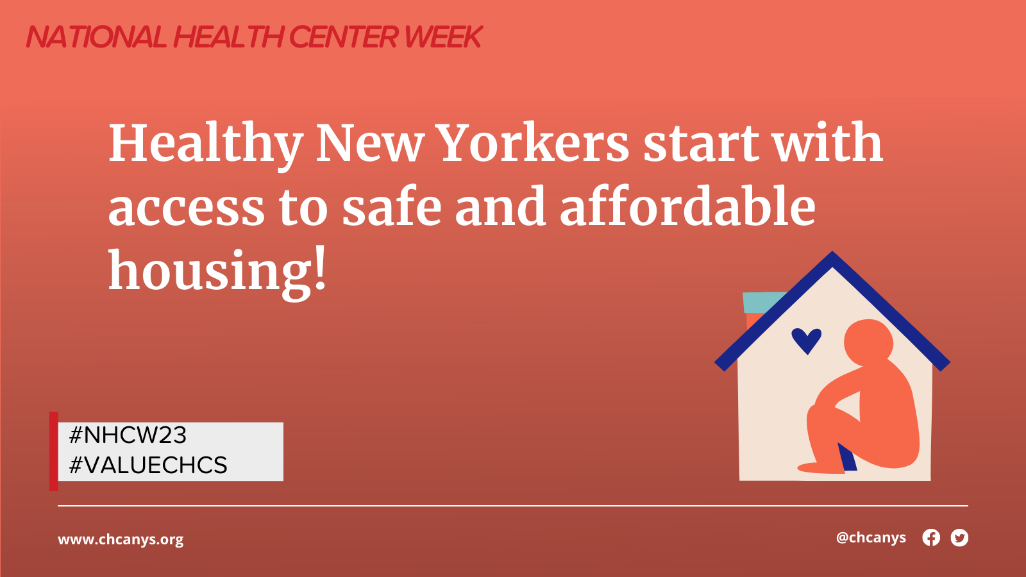 NATIONAL HEALTH CENTER WEEK
Healthy New Yorkers start with
access to safe and affordable
housing!
#NHCW23
#VALUECHCS
www.chcanys.org
@chcanys